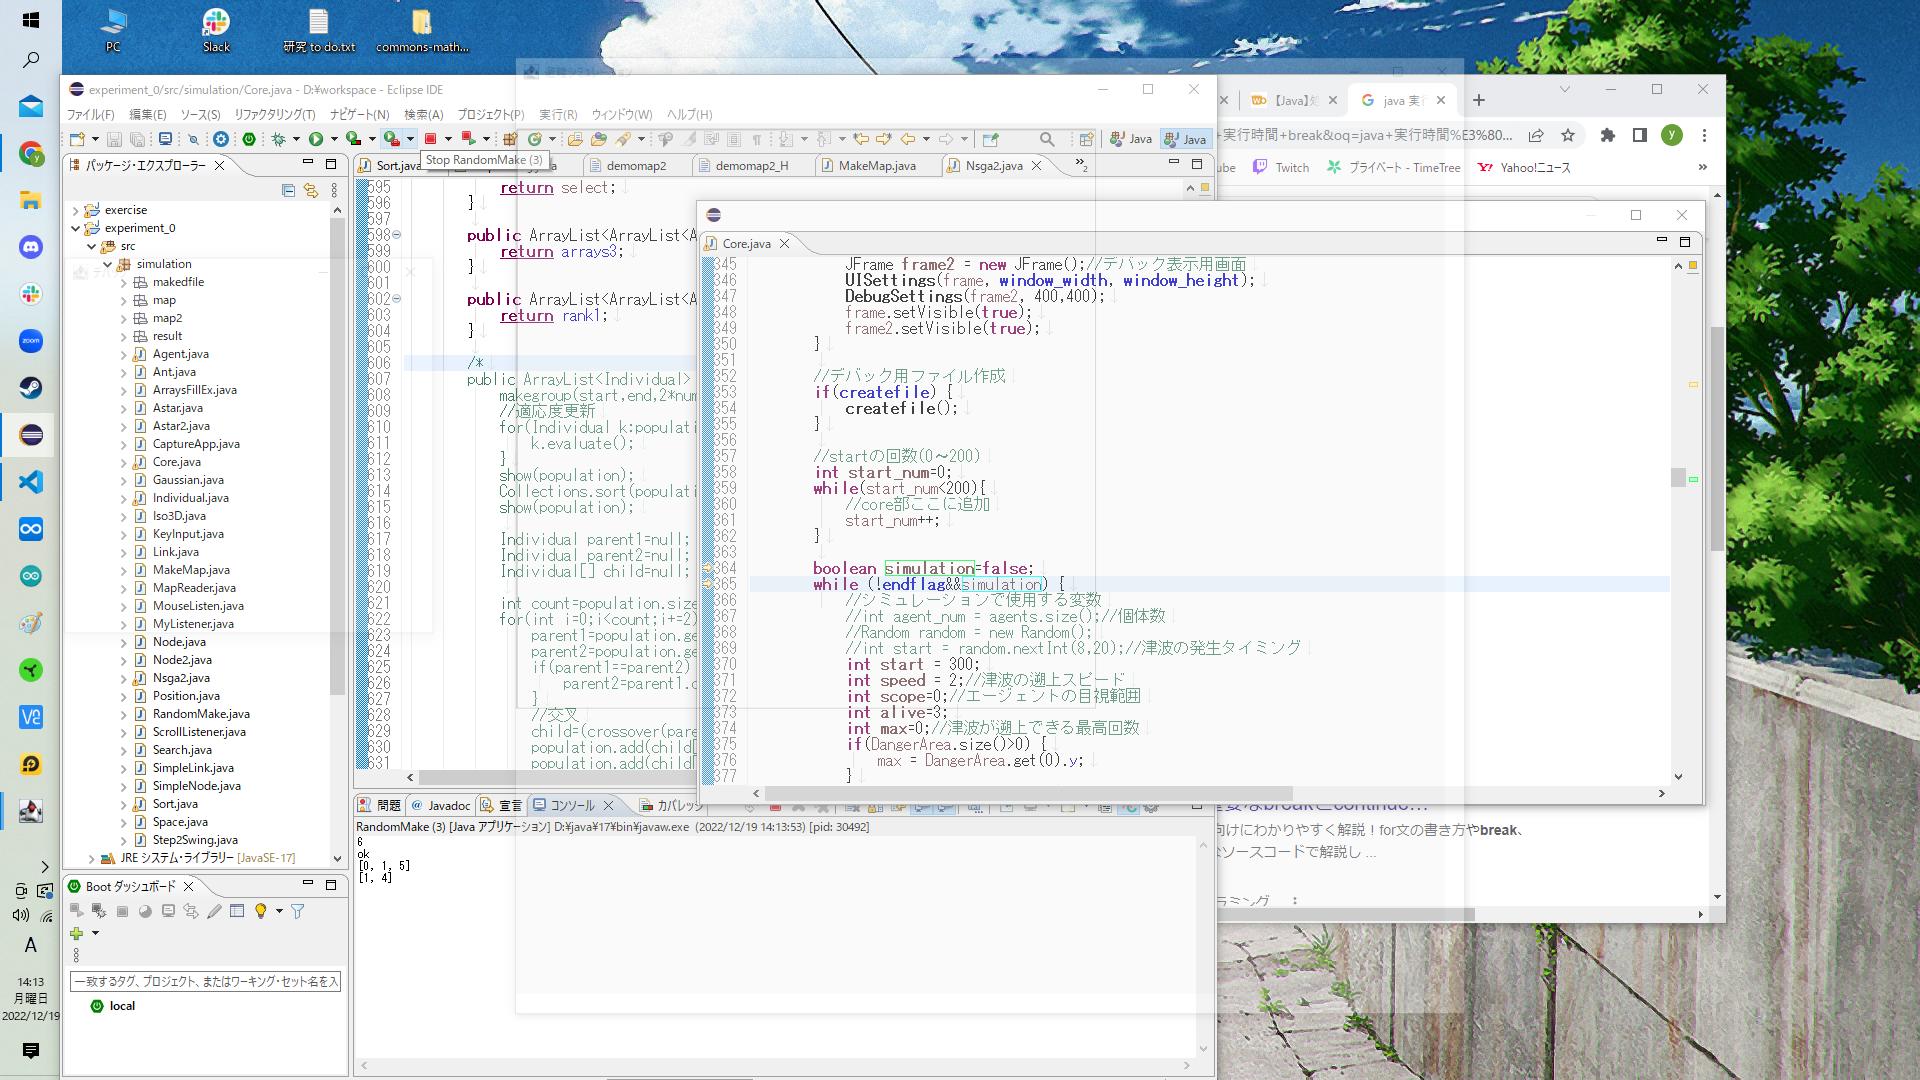 PC
Slack
研究 to do.txt
commons-math...
experiment_0/src/simulation/Core.java - D:¥workspace - Eclipse IDE
ファイル(F) 編集(E) ソース(S) リファクタリング(T) ナビゲート(N) 検索(A) プロジェクト(P) 実行(R) ウィンドウ(W) ヘルプ(H)
Java
Java
Stop RandomMake (3)
パッケージ・エクスプローラー
exercise
experiment_0
src
simulation
makedfile
map
map2
result
Agent.java
Ant.java
ArraysFillEx.java
Astar.java
Astar2.java
CaptureApp.java
Core.java
Gaussian.java
Individual.java
Iso3D.java
KeyInput.java
Link.java
MakeMap.java
MapReader.java
MouseListen.java
MyListener.java
Node.java
Node2.java
Nsga2.java
Position.java
RandomMake.java
ScrollListener.java
Search.java
SimpleLink.java
SimpleNode.java
Sort.java
Space.java
Step2Swing.java
JRE システム・ライブラリー [JavaSE-17]
Boot ダッシュボード
一致するタグ、プロジェクト、またはワーキング・セット名を入
local
Sort.java
demomap2
demomap2_H
MakeMap.java
Nsga2.java
2
595 return select;
596 }
597
598 public ArrayList<ArrayList<A
599 return arrays3;
600 }
601
602 public ArrayList<ArrayList<A
603 return rank1;
604 }
605
606 /*
607 public ArrayList<Individual>
608 makegroup(start,end,2*num
609 //適応度更新
610 for(Individual k:populati
611 k.evaluate();
612 }
613 show(population);
614 Collections.sort(populati
615 show(population);
616
617 Individual parent1=null;
618 Individual parent2=null;
619 Individual[] child=null;
620
621 int count=population.size
622 for(int i=0;i<count;i+=2)
623 parent1=population.ge
624 parent2=population.ge
625 if(parent1==parent2)
626 parent2=parent1.c
627 }
628 //交叉
629 child=(crossover(pare
630 population.add(child[
631 population.add(child[
Core.java
345 JFrame frame2 = new JFrame();//デバック表示用画面
346 UISettings(frame, window_width, window_height);
347 DebugSettings(frame2, 400,400);
348 frame.setVisible(true);
349 frame2.setVisible(true);
350 }
351
352 //デバック用ファイル作成
353 if(createfile) {
354 createfile();
355 }
356
357 //startの回数(0～200)
358 int start_num=0;
359 while(start_num<200){
360 //core部ここに追加
361 start_num++;
362 }
363
364 boolean simulation=false;
365 while (!endflag&&simulation) {
366 //シミュレーションで使用する変数
367 //int agent_num = agents.size();//個体数
368 //Random random = new Random();
369 //int start = random.nextInt(8,20);//津波の発生タイミング
370 int start = 300;
371 int speed = 2;//津波の遡上スピード
372 int scope=0;//エージェントの目視範囲
373 int alive=3;
374 int max=0;//津波が遡上できる最高回数
375 if(DangerArea.size()>0) {
376 max = DangerArea.get(0).y;
377 }
問題
Javadoc
宣言
コンソール
カバレッジ
RandomMake (3) [Java アプリケーション] D:¥java¥17¥bin¥javaw.exe (2022/12/19 14:13:53) [pid: 30492]
6
ok
[0, 1, 5]
[1, 4]
【Java】処
java 実行
+実行時間+break&oq=java+実行時間%E3%80...
y
ube
Twitch
プライベート - TimeTree
Yahoo!ニュース
»
向けにわかりやすく解説！for文の書き方やbreak、
なソースコードで解説し ...
ラミング
zoom
A
14:13
月曜日
2022/12/19